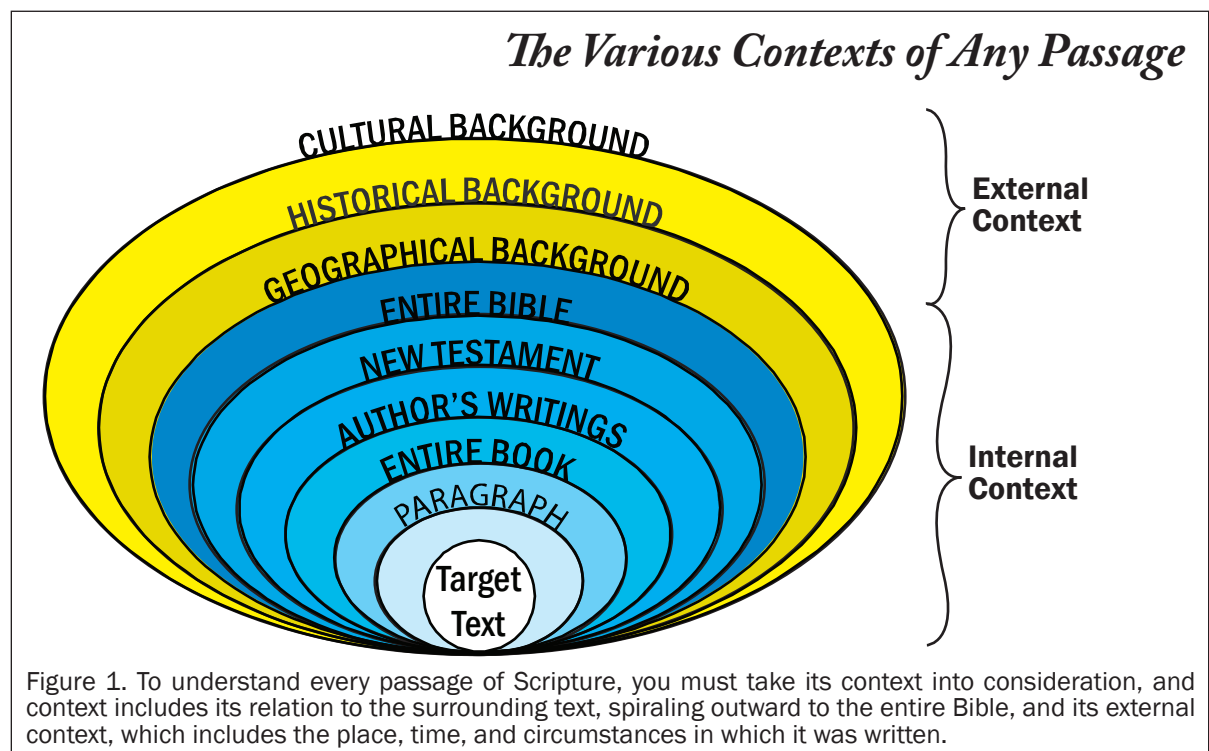 The Various Contexts of Any Passage
CULTURAL BACKGROUND
HISTORICAL BACKGROUND
GEOGRAPHICAL BACKGROUND
ENTIRE BIBLE
NEW TESTAMENT
AUTHOR'S WRITINGS
ENTIRE BOOK
PARAGRAPH
Target
Text
External
Context
Internal
Context
Figure 1. To understand every passage of Scripture, you must take its context into consideration, and
context includes its relation to the surrounding text, spiraling outward to the entire Bible, and its external
context, which includes the place, time, and circumstances in which it was written.